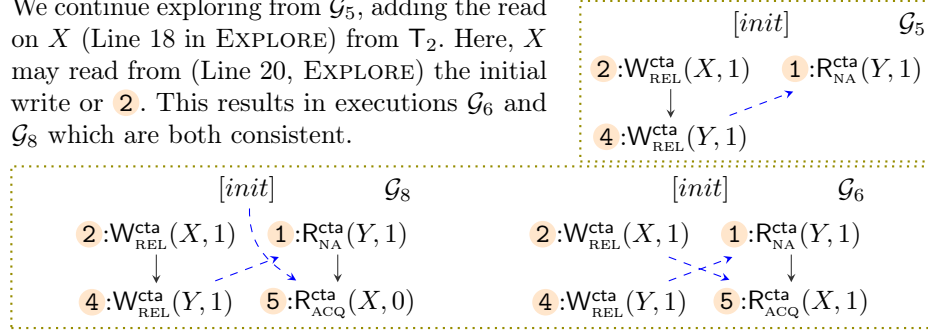 We continue exploring from 𝒢₅, adding the read
on X (Line 18 in EXPLORE) from T₂. Here, X
may read from (Line 20, EXPLORE) the initial
write or 2. This results in executions 𝒢₆ and
𝒢₈ which are both consistent.
[init] 𝒢₅
2:W^cta_REL(X, 1) 1:R^cta_NA(Y, 1)
4:W^cta_REL(Y, 1)
[init] 𝒢₈
2:W^cta_REL(X, 1) 1:R^cta_NA(Y, 1)
4:W^cta_REL(Y, 1) 5:R^cta_ACQ(X, 0)
[init] 𝒢₆
2:W^cta_REL(X, 1) 1:R^cta_NA(Y, 1)
4:W^cta_REL(Y, 1) 5:R^cta_ACQ(X, 1)